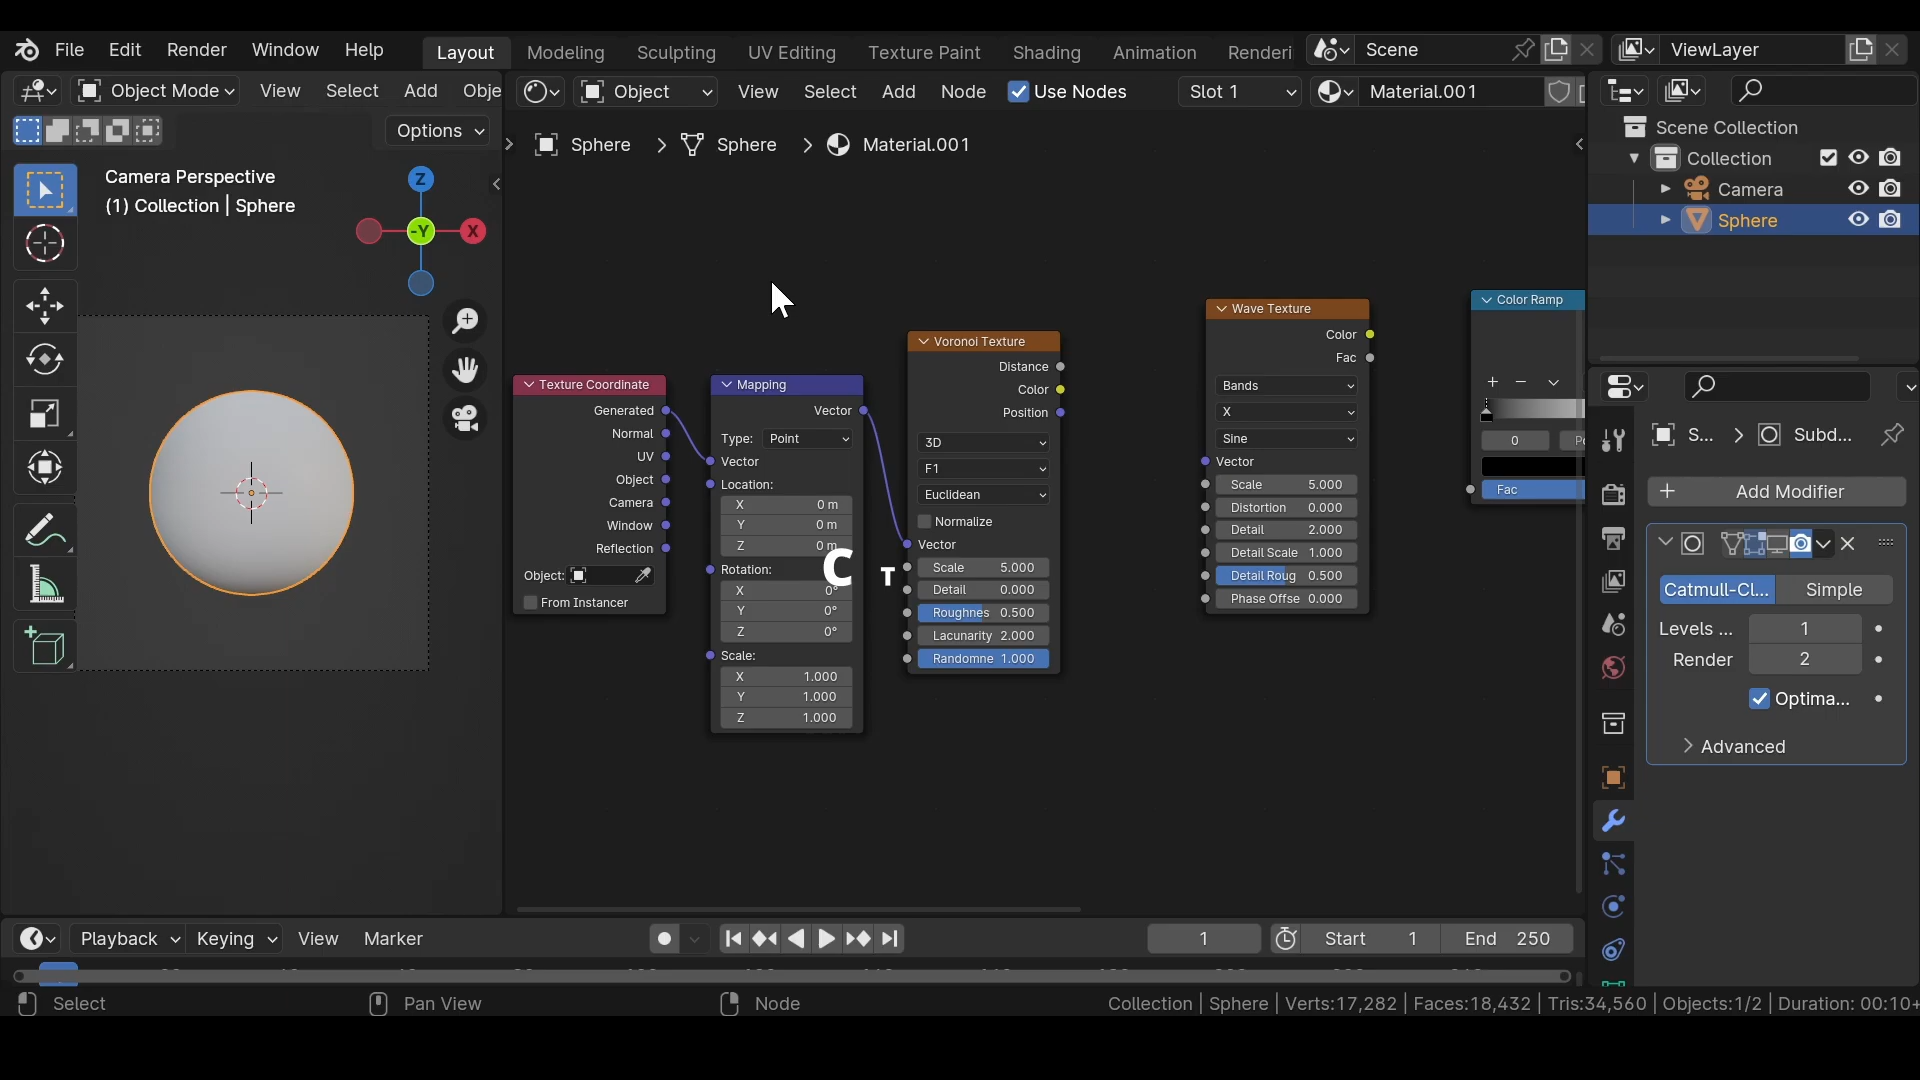 File Edit Render Window Help Layout Modeling Sculpting UV Editing Texture Paint Shading Animation Renderi Scene ViewLayer
Object Mode View Select Add Obje Object View Select Add Node Use Nodes Slot 1 Material.001
Options
Sphere Sphere Material.001
Camera Perspective
(1) Collection | Sphere
Z
-Y
X
Texture Coordinate
Generated
Normal
UV
Object
Camera
Window
Reflection
Object:
From Instancer
Mapping
Vector
Type: Point
Vector
Location:
X 0 m
Y 0 m
Z 0 m
Rotation:
X 0°
Y 0°
Z 0°
Scale:
X 1.000
Y 1.000
Z 1.000
C T
Voronoi Texture
Distance
Color
Position
3D
F1
Euclidean
Normalize
Vector
Scale 5.000
Detail 0.000
Roughnes 0.500
Lacunarity 2.000
Randomne 1.000
Wave Texture
Color
Fac
Bands
X
Sine
Vector
Scale 5.000
Distortion 0.000
Detail 2.000
Detail Scale 1.000
Detail Roug 0.500
Phase Offse 0.000
Color Ramp
0 Po
Fac
Scene Collection
Collection
Camera
Sphere
S... Subd...
Add Modifier
Catmull-Cl... Simple
Levels ... 1
Render 2
Optima...
Advanced
Playback Keying View Marker 1 Start 1 End 250
Select Pan View Node Collection | Sphere | Verts:17,282 | Faces:18,432 | Tris:34,560 | Objects:1/2 | Duration: 00:10+